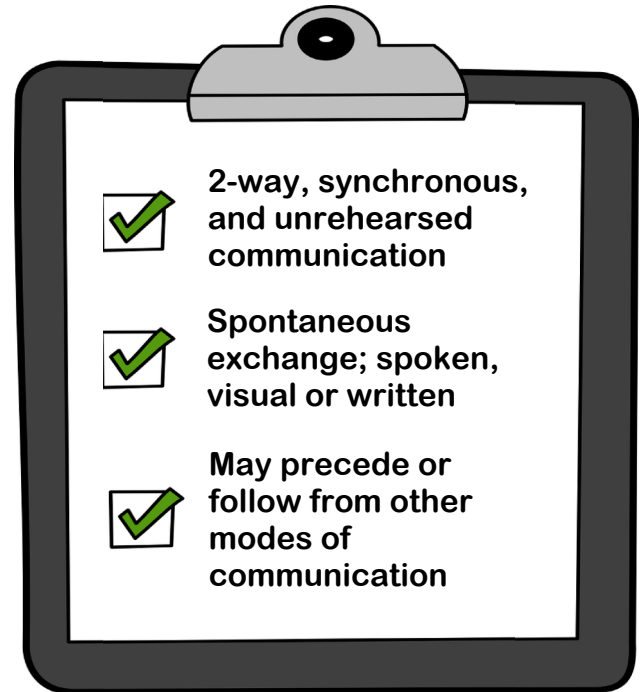 2-way, synchronous,
and unrehearsed
communication
Spontaneous
exchange; spoken,
visual or written
May precede or
follow from other
modes of
communication